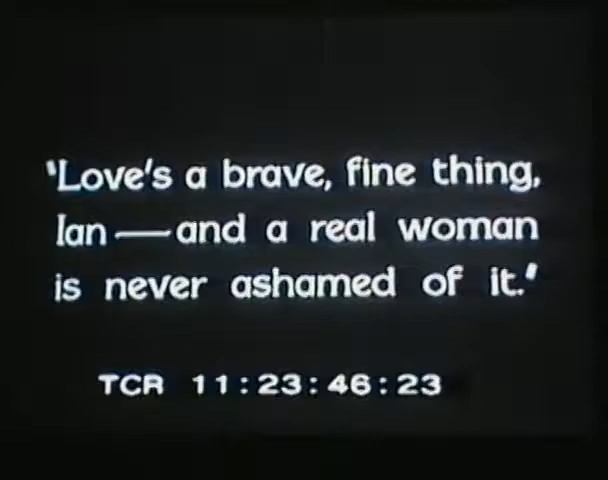 'Love's a brave, fine thing,
Ian — and a real woman
is never ashamed of it.'
TCR 11:23:46:23